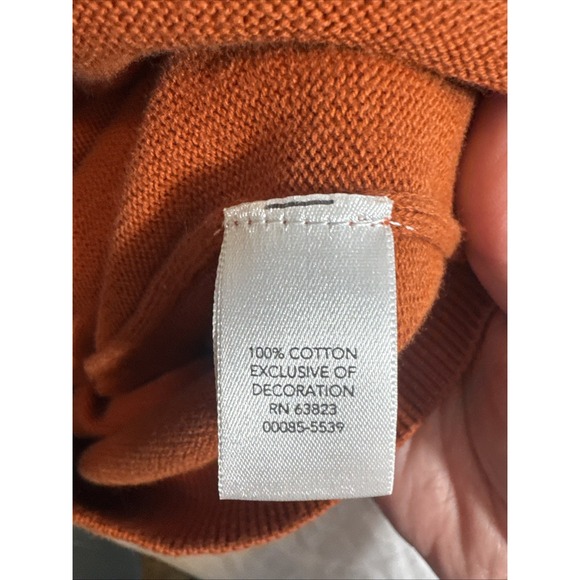 100% COTTON
EXCLUSIVE OF
DECORATION
RN 63823
00085-5539